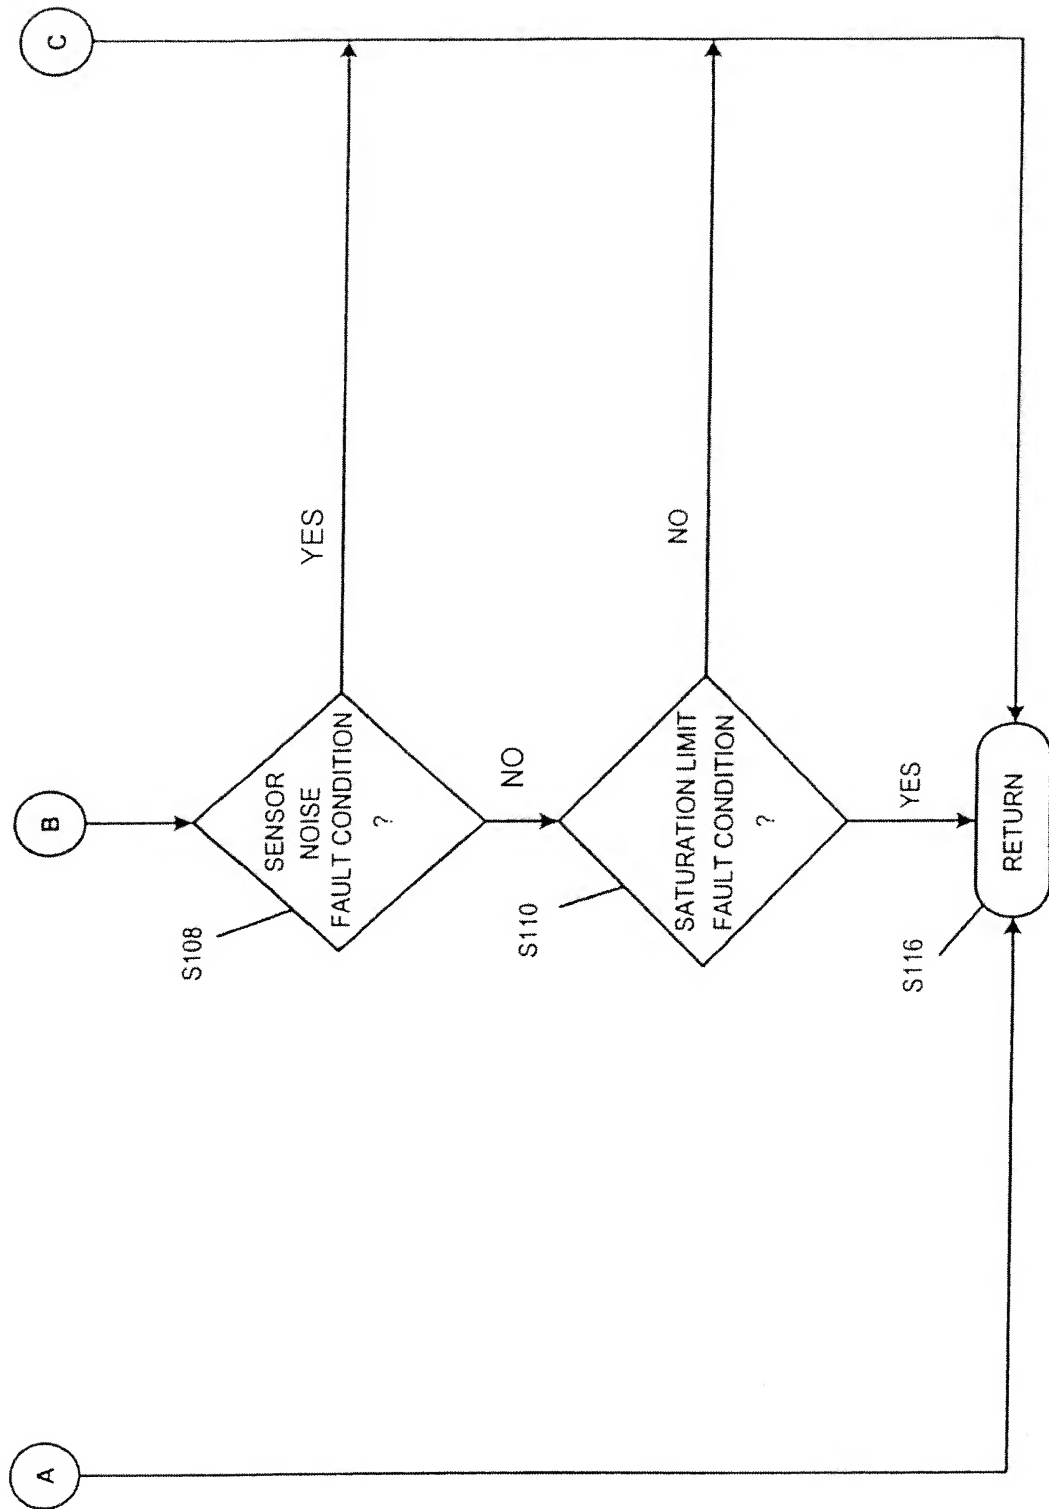 A
B
C
S108
SENSOR
NOISE
FAULT CONDITION
?
YES
NO
S110
SATURATION LIMIT
FAULT CONDITION
?
NO
YES
S116
RETURN